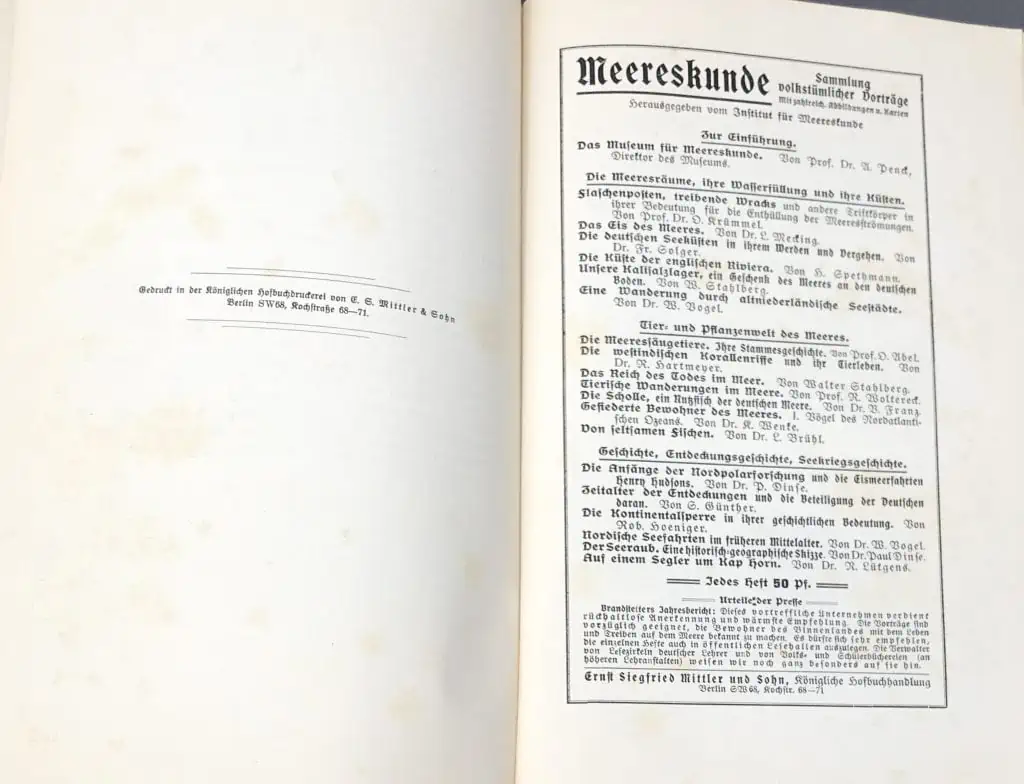 Gedruckt in der Königlichen Hofbuchdruckerei von E. S. Mittler & Sohn
Berlin SW68, Kochstraße 68—71.
Meereskunde
Sammlung
volkstümlicher Vorträge
Mit zahlreich. Abbildungen u. Karten
Herausgegeben vom Institut für Meereskunde
Zur Einführung.
Das Museum für Meereskunde. Von Prof. Dr. A. Penck,
Direktor des Museums.
Die Meeresräume, ihre Wasserfüllung und ihre Küsten.
Flaschenposten, treibende Wracks und andere Triftkörper in
ihrer Bedeutung für die Enthüllung der Meeresströmungen.
Von Prof. Dr. O. Krümmel.
Das Eis des Meeres. Von Dr. L. Mecking.
Die deutschen Seeküsten in ihrem Werden und Vergehen. Von
Dr. Fr. Solger.
Die Küste der englischen Riviera. Von H. Spethmann.
Unsere Kalisalzlager, ein Geschenk des Meeres an den deutschen
Boden. Von W. Stahlberg.
Eine Wanderung durch altniederländische Seestädte.
Von Dr. W. Vogel.
Tier- und Pflanzenwelt des Meeres.
Die Meeressäugetiere. Ihre Stammesgeschichte. Von Prof. O. Abel.
Die westindischen Korallenriffe und ihr Tierleben. Von
Dr. R. Hartmeyer.
Das Reich des Todes im Meer. Von Walter Stahlberg.
Tierische Wanderungen im Meere. Von Prof. R. Woltereck.
Die Scholle, ein Nutzfisch der deutschen Meere. Von Dr. V. Franz.
Gefiederte Bewohner des Meeres. I. Vögel des Nordatlanti-
schen Ozeans. Von Dr. K. Wenke.
Von seltsamen Fischen. Von Dr. L. Brühl.
Geschichte, Entdeckungsgeschichte, Seekriegsgeschichte.
Die Anfänge der Nordpolarforschung und die Eismeerfahrten
Henry Hudsons. Von Dr. P. Dinse.
Zeitalter der Entdeckungen und die Beteiligung der Deutschen
daran. Von S. Günther.
Die Kontinentalsperre in ihrer geschichtlichen Bedeutung. Von
Rob. Hoeniger.
Nordische Seefahrten im früheren Mittelalter. Von Dr. W. Vogel.
Der Seeraub. Eine historisch-geographische Skizze. Von Dr. Paul Dinse.
Auf einem Segler um Kap Horn. Von Dr. R. Lütgens.
Jedes Heft 50 Pf.
Urteile der Presse
Brandstetters Jahresbericht: Dieses vortreffliche Unternehmen verdient
rückhaltlose Anerkennung und wärmste Empfehlung. Die Vorträge sind
vorzüglich geeignet, die Bewohner des Binnenlandes mit dem Leben
und Treiben auf dem Meere bekannt zu machen. Es dürfte sich sehr empfehlen,
die einzelnen Hefte auch in öffentlichen Lesehallen auszulegen. Die Verwalter
von Lesezirkeln deutscher Lehrer und von Volks- und Schülerbüchereien (an
höheren Lehranstalten) weisen wir noch ganz besonders auf sie hin.
Ernst Siegfried Mittler und Sohn, Königliche Hofbuchhandlung
Berlin SW68, Kochstr. 68—71